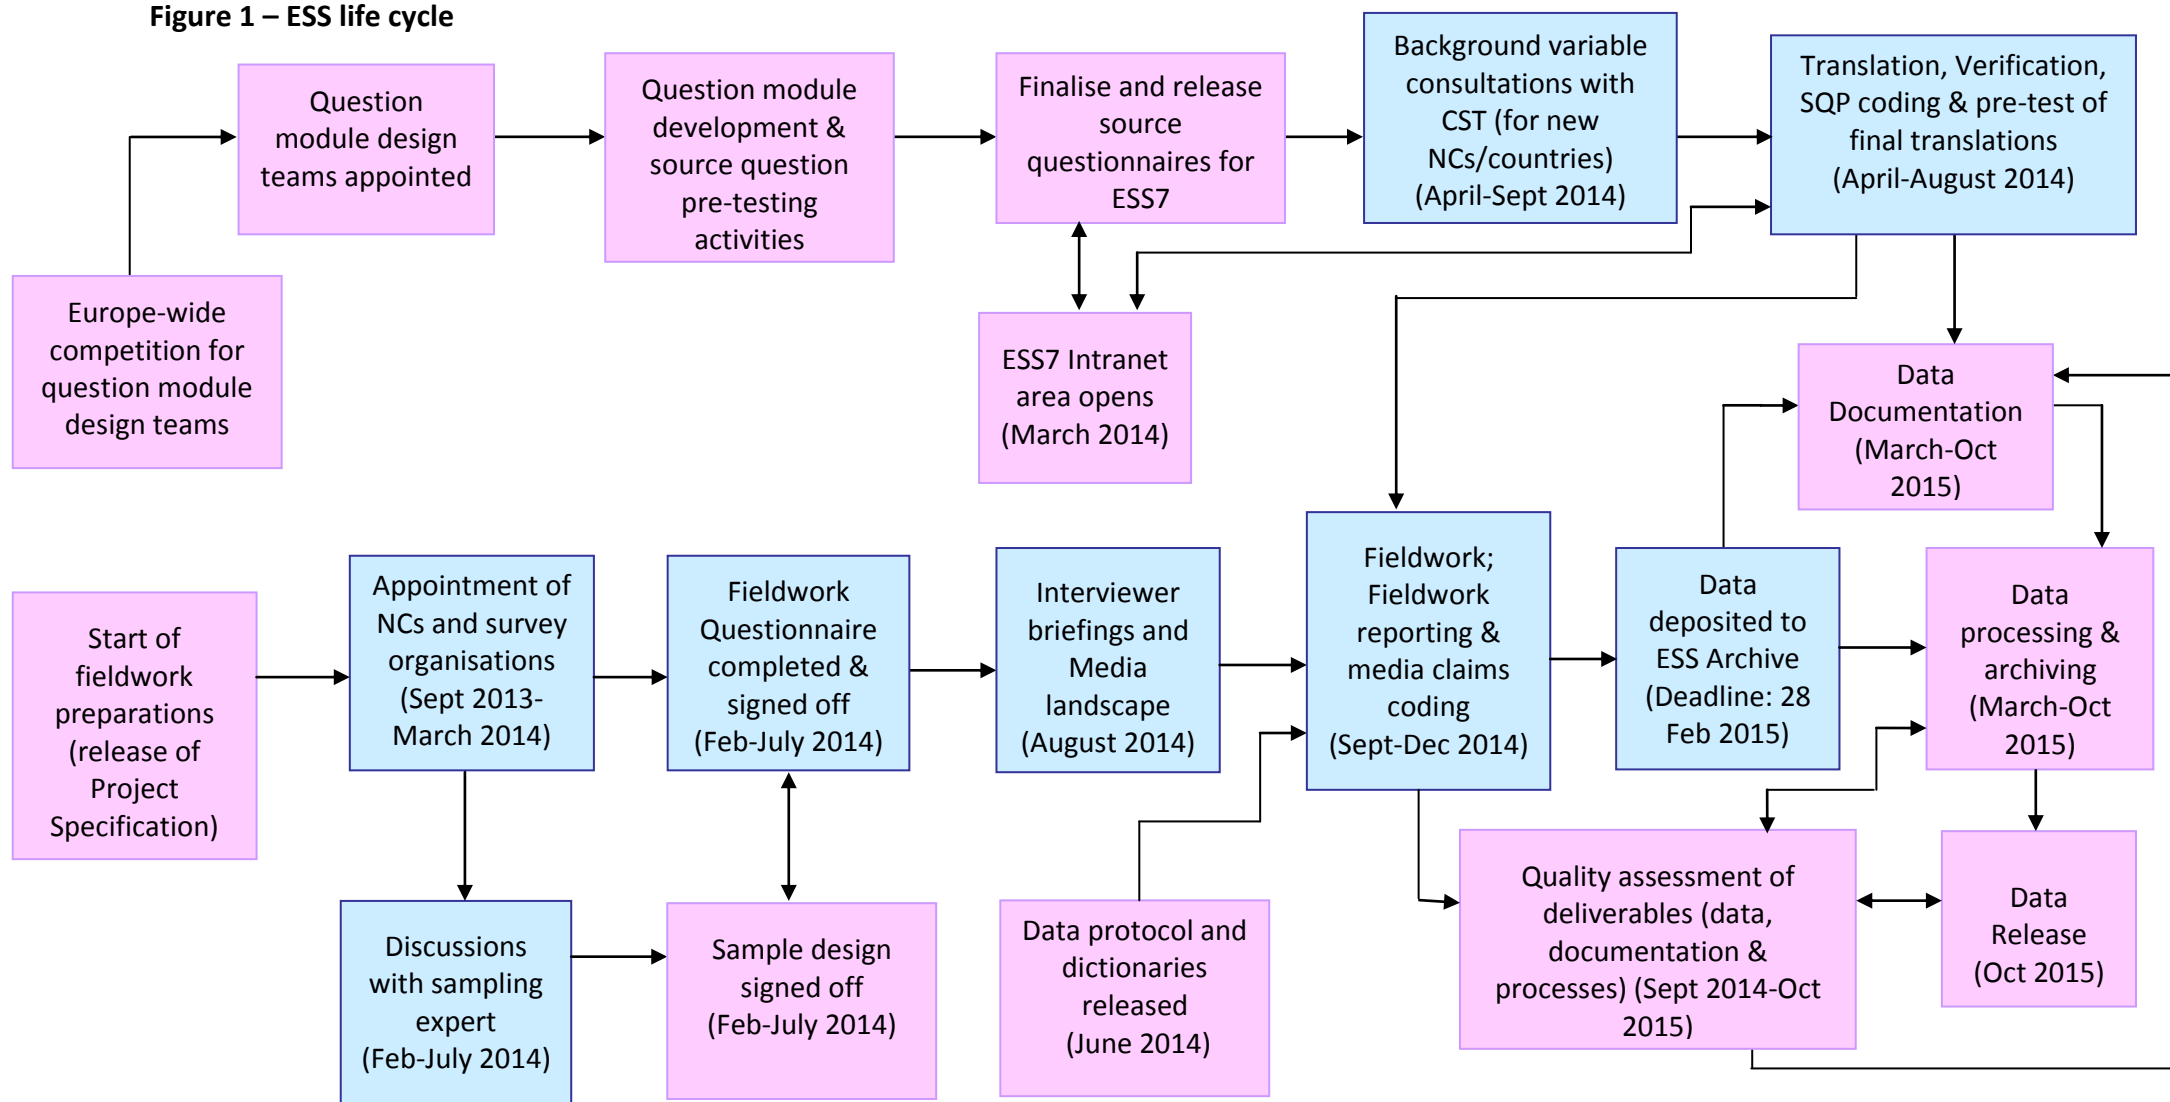 Figure 1 – ESS life cycle
Question
module design
teams appointed
Question module
development &
source question
pre-testing
activities
Finalise and release
source
questionnaires for
ESS7
Background variable
consultations with
CST (for new
NCs/countries)
(April-Sept 2014)
Translation, Verification,
SQP coding & pre-test of
final translations
(April-August 2014)
Europe-wide
competition for
question module
design teams
ESS7 Intranet
area opens
(March 2014)
Data
Documentation
(March-Oct
2015)
Start of
fieldwork
preparations
(release of
Project
Specification)
Appointment of
NCs and survey
organisations
(Sept 2013-
March 2014)
Fieldwork
Questionnaire
completed &
signed off
(Feb-July 2014)
Interviewer
briefings and
Media
landscape
(August 2014)
Fieldwork;
Fieldwork
reporting &
media claims
coding
(Sept-Dec 2014)
Data
deposited to
ESS Archive
(Deadline: 28
Feb 2015)
Data
processing &
archiving
(March-Oct
2015)
Discussions
with sampling
expert
(Feb-July 2014)
Sample design
signed off
(Feb-July 2014)
Data protocol and
dictionaries
released
(June 2014)
Quality assessment of
deliverables (data,
documentation &
processes) (Sept 2014-Oct
2015)
Data
Release
(Oct 2015)